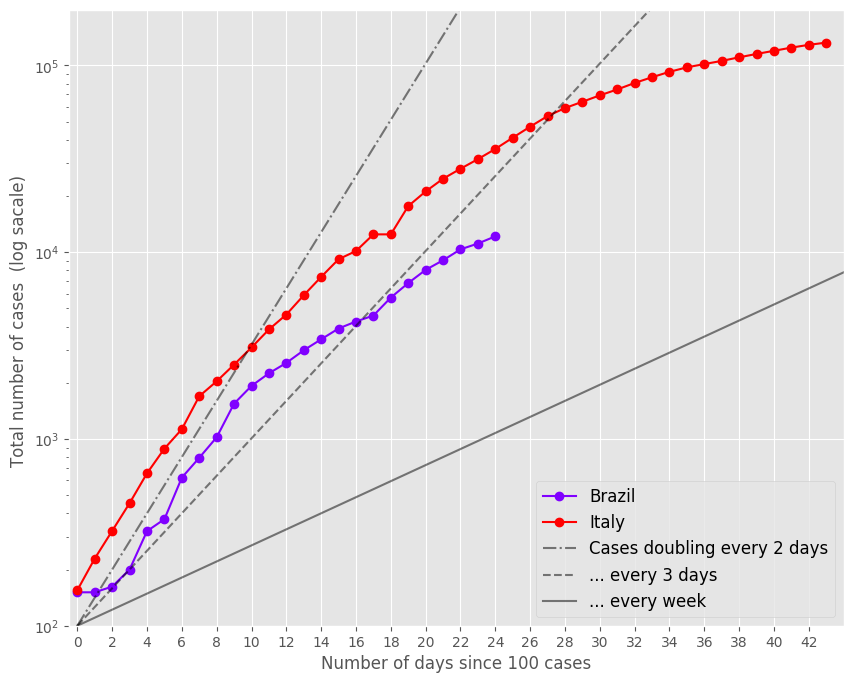 Total number of cases  (log sacale)
10^5
10^4
10^3
10^2
0 2 4 6 8 10 12 14 16 18 20 22 24 26 28 30 32 34 36 38 40 42
Number of days since 100 cases
Brazil
Italy
Cases doubling every 2 days
... every 3 days
... every week